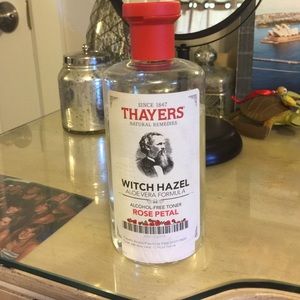 SINCE 1847
THAYERS
NATURAL REMEDIES
WITCH HAZEL
ALOE VERA FORMULA
ALCOHOL-FREE TONER
ROSE PETAL